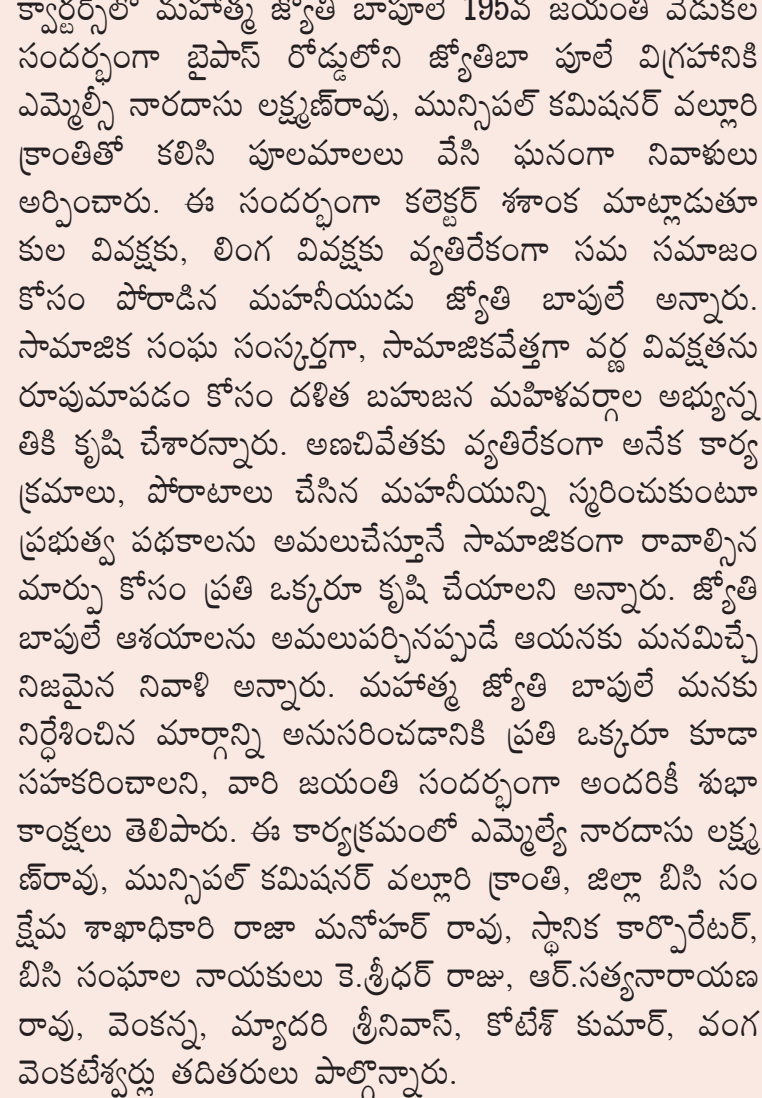 క్వార్టర్స్‌లో మహాత్మ జ్యోతి బాపూలే 195వ జయంతి వేడుకల
సందర్భంగా బైపాస్ రోడ్డులోని జ్యోతిబా పూలే విగ్రహానికి
ఎమ్మెల్సీ నారదాసు లక్ష్మణ్‌రావు, మున్సిపల్ కమిషనర్ వల్లూరి
క్రాంతితో కలిసి పూలమాలలు వేసి ఘనంగా నివాళులు
అర్పించారు. ఈ సందర్భంగా కలెక్టర్ శశాంక మాట్లాడుతూ
కుల వివక్షకు, లింగ వివక్షకు వ్యతిరేకంగా సమ సమాజం
కోసం పోరాడిన మహనీయుడు జ్యోతి బాపులే అన్నారు.
సామాజిక సంఘ సంస్కర్తగా, సామాజికవేత్తగా వర్ణ వివక్షతను
రూపుమాపడం కోసం దళిత బహుజన మహిళవర్గాల అభ్యున్న
తికి కృషి చేశారన్నారు. అణచివేతకు వ్యతిరేకంగా అనేక కార్య
క్రమాలు, పోరాటాలు చేసిన మహనీయున్ని స్మరించుకుంటూ
ప్రభుత్వ పథకాలను అమలుచేస్తూనే సామాజికంగా రావాల్సిన
మార్పు కోసం ప్రతి ఒక్కరూ కృషి చేయాలని అన్నారు. జ్యోతి
బాపులే ఆశయాలను అమలుపర్చినప్పుడే ఆయనకు మనమిచ్చే
నిజమైన నివాళి అన్నారు. మహాత్మ జ్యోతి బాపులే మనకు
నిర్ధేశించిన మార్గాన్ని అనుసరించడానికి ప్రతి ఒక్కరూ కూడా
సహకరించాలని, వారి జయంతి సందర్భంగా అందరికీ శుభా
కాంక్షలు తెలిపారు. ఈ కార్యక్రమంలో ఎమ్మెల్యే నారదాసు లక్ష్మ
ణ్‌రావు, మున్సిపల్ కమిషనర్ వల్లూరి క్రాంతి, జిల్లా బిసి సం
క్షేమ శాఖాధికారి రాజా మనోహర్ రావు, స్థానిక కార్పొరేటర్,
బిసి సంఘాల నాయకులు కె.శ్రీధర్ రాజు, ఆర్.సత్యనారాయణ
రావు, వెంకన్న, మ్యాదరి శ్రీనివాస్, కోటేశ్ కుమార్, వంగ
వెంకటేశ్వర్లు తదితరులు పాల్గొన్నారు.